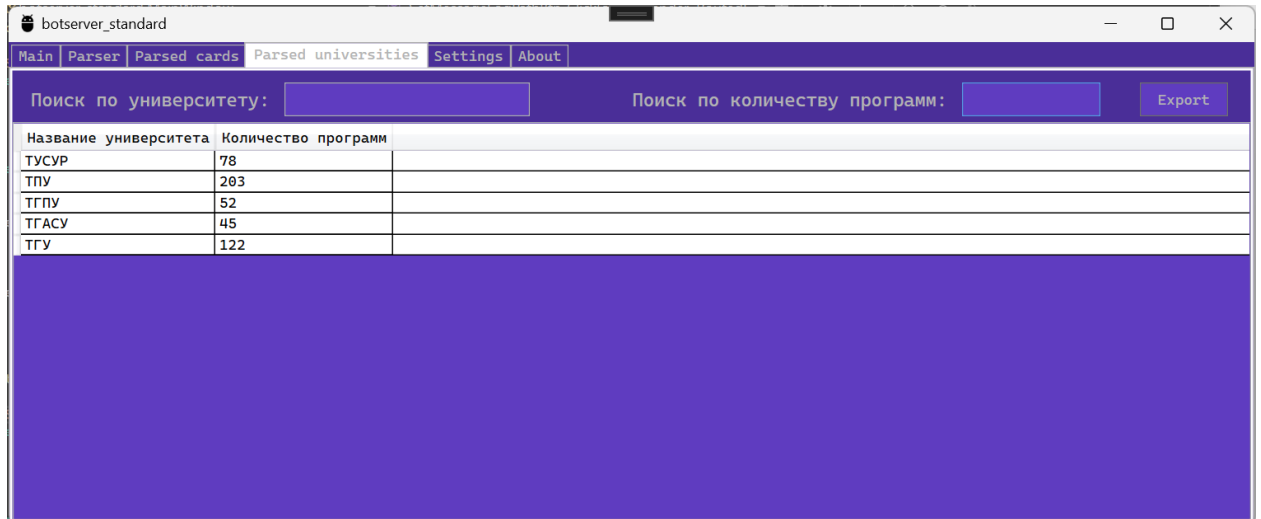 botserver_standard
Main Parser Parsed cards Parsed universities Settings About
Поиск по университету: Поиск по количеству программ: Export
Название университета Количество программ
ТУСУР 78
ТПУ 203
ТГПУ 52
ТГАСУ 45
ТГУ 122